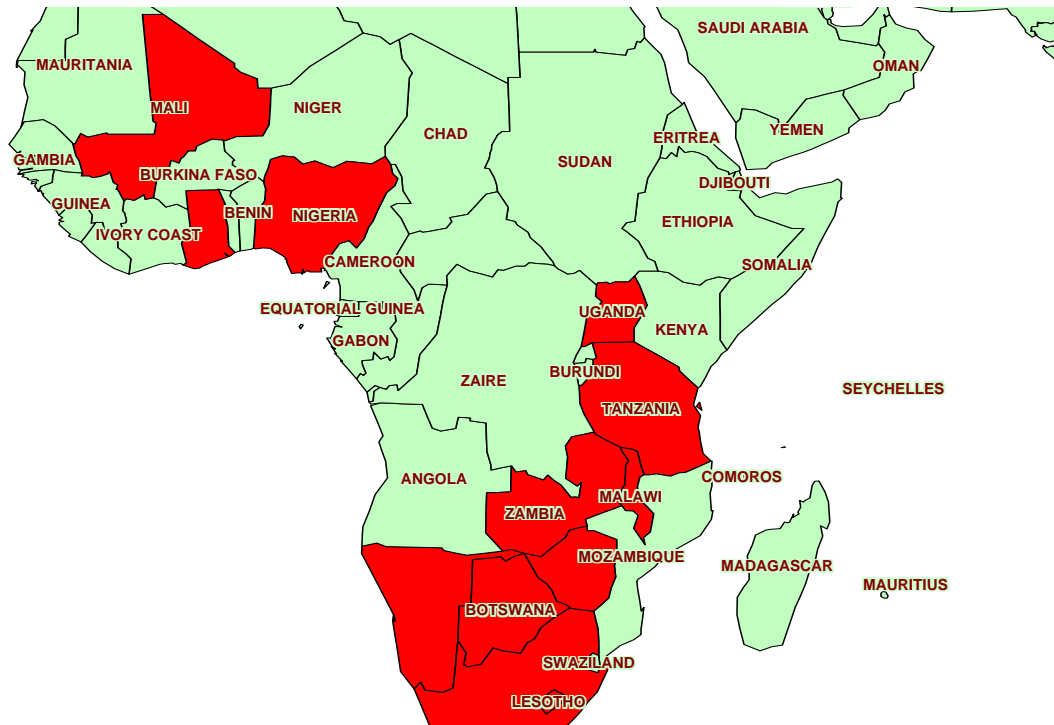 SAUDI ARABIA
MAURITANIA
OMAN
MALI
NIGER
CHAD
YEMEN
ERITREA
GAMBIA
SUDAN
BURKINA FASO
DJIBOUTI
GUINEA
BENIN
NIGERIA
ETHIOPIA
IVORY COAST
CAMEROON
SOMALIA
EQUATORIAL GUINEA
UGANDA
KENYA
GABON
BURUNDI
ZAIRE
SEYCHELLES
TANZANIA
ANGOLA
COMOROS
MALAWI
ZAMBIA
MOZAMBIQUE
MADAGASCAR
MAURITIUS
BOTSWANA
SWAZILAND
LESOTHO